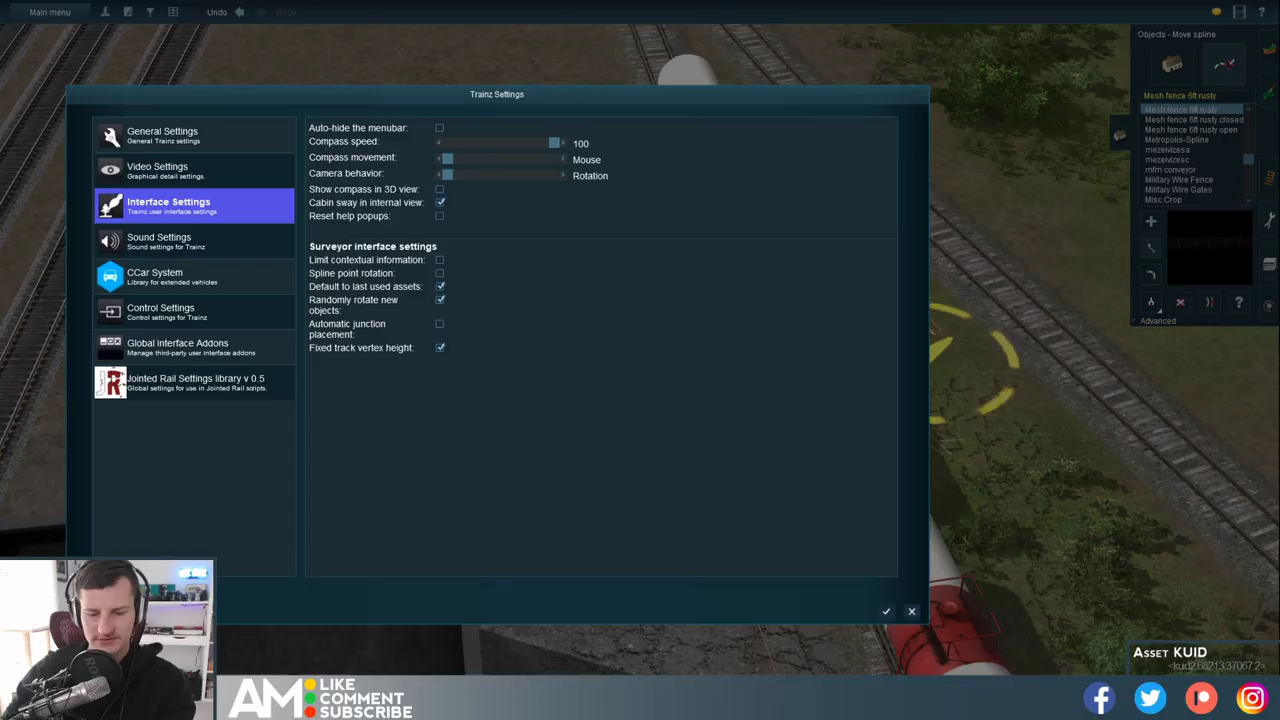 Main menu
Undo
Redo
?
Objects - Move spline
Mesh fence 6ft rusty
Mesh fence 6ft rusty
Mesh fence 6ft rusty closed
Mesh fence 6ft rusty open
Metropolis-Spline
mezeivizesa
mezeivizesc
mfm conveyor
Military Wire Fence
Military Wire Gates
Misc Crop
?
Advanced
Trainz Settings
General Settings
General Trainz settings
Video Settings
Graphical detail settings.
Interface Settings
Trainz user interface settings
Sound Settings
Sound settings for Trainz
CCar System
Library for extended vehicles
Control Settings
Control settings for Trainz
Global Interface Addons
Manage third-party user interface addons
JR
Jointed Rail Settings library v 0.5
Global settings for use in Jointed Rail scripts.
Auto-hide the menubar:
Compass speed: 100
Compass movement: Mouse
Camera behavior: Rotation
Show compass in 3D view:
Cabin sway in internal view:
Reset help popups:
Surveyor interface settings
Limit contextual information:
Spline point rotation:
Default to last used assets:
Randomly rotate new
objects:
Automatic junction
placement:
Fixed track vertex height:
RODE
ASSET KUID
<kuid2:68213:37067:2>
AM
LIKE
COMMENT
SUBSCRIBE